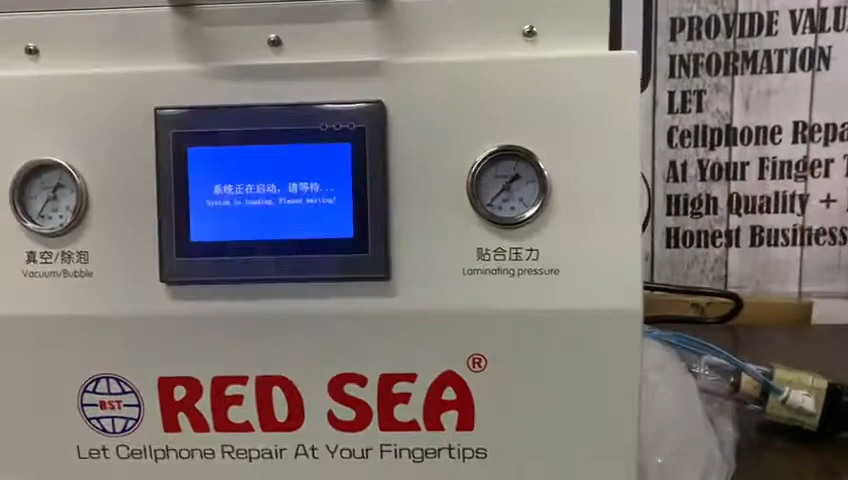 系统正在启动，请等待...
System is loading, Please waiting!
真空/除泡
Vacuum/Bubble
贴合压力
Laminating pressure
BST
RED SEA®
Let CellPhone Repair At Your Fingertips
PROVIDE VALU
INFORMATION
LET
Cellphone Repa
At Your Finger
High Quality +
Honest Business